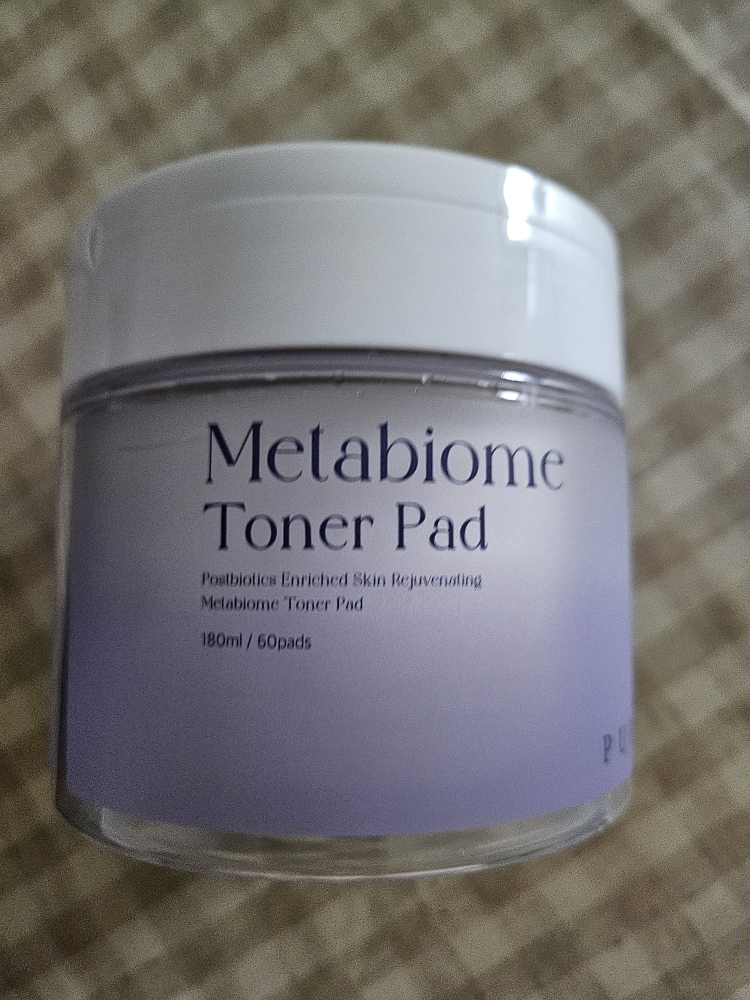 Metabiome
Toner Pad
Postbiotics Enriched Skin Rejuvenating
Metabiome Toner Pad
180ml / 60pads